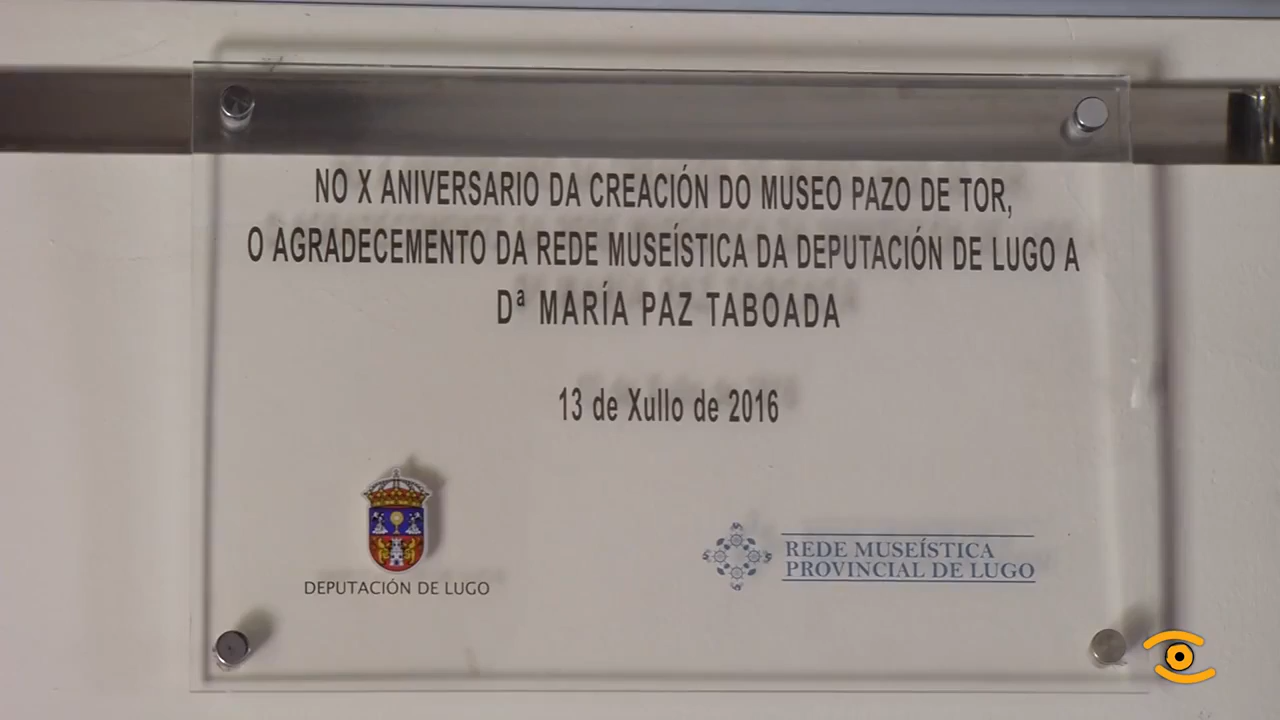 NO X ANIVERSARIO DA CREACIÓN DO MUSEO PAZO DE TOR,
O AGRADECEMENTO DA REDE MUSEÍSTICA DA DEPUTACIÓN DE LUGO A
Dª MARÍA PAZ TABOADA
13 de Xullo de 2016
DEPUTACIÓN DE LUGO
REDE MUSEÍSTICA
PROVINCIAL DE LUGO